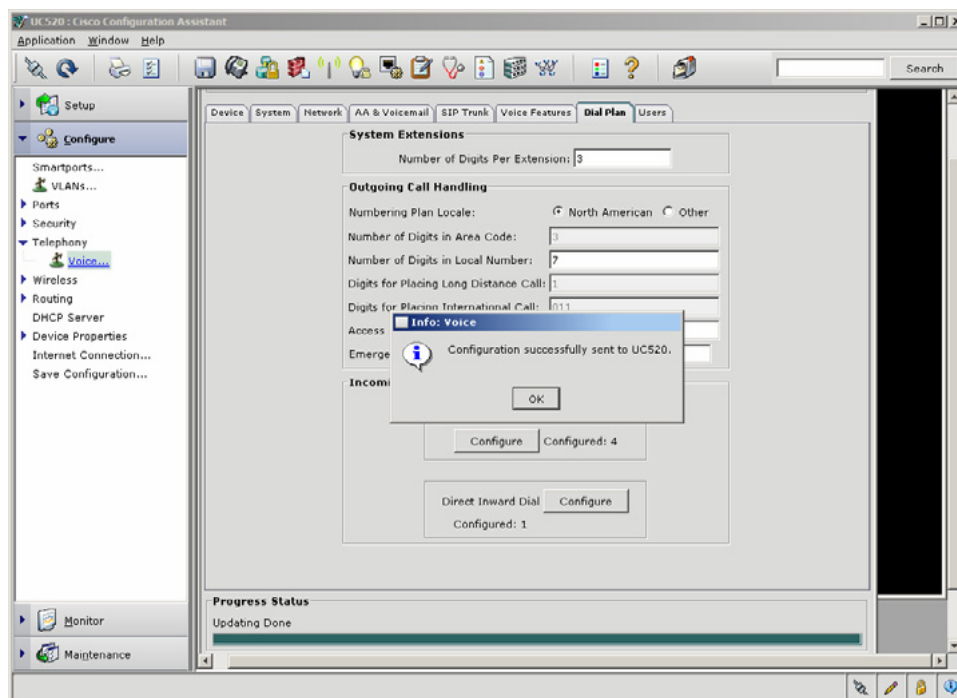 UC520 : Cisco Configuration Assistant
Application Window Help
Search
Setup
Configure
Smartports...
VLANs...
Ports
Security
Telephony
Voice...
Wireless
Routing
DHCP Server
Device Properties
Internet Connection...
Save Configuration...
Monitor
Maintenance
Device System Network AA & Voicemail SIP Trunk Voice Features Dial Plan Users
System Extensions
Number of Digits Per Extension: 3
Outgoing Call Handling
Numbering Plan Locale: North American Other
Number of Digits in Area Code: 3
Number of Digits in Local Number: 7
Digits for Placing Long Distance Call: 1
Digits for Placing International Call: 011
Access
Emerge
Incomi
Info: Voice
Configuration successfully sent to UC520.
OK
Configure Configured: 4
Direct Inward Dial Configure
Configured: 1
Progress Status
Updating Done